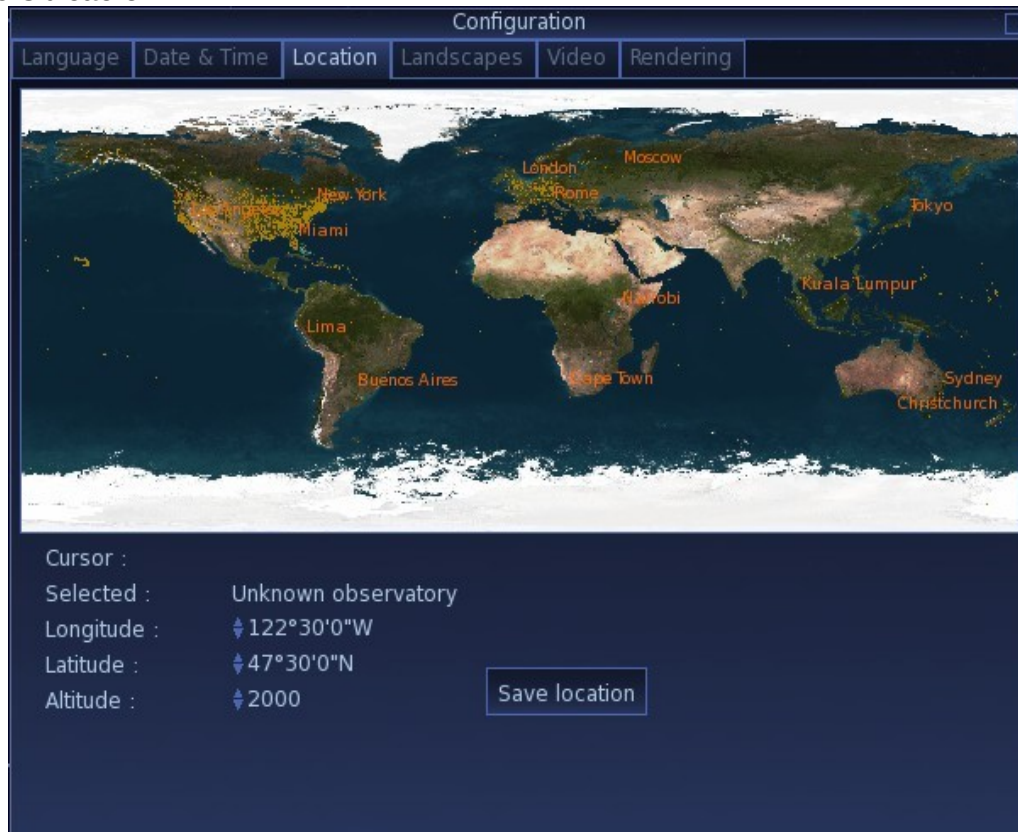 Configuration
Language Date & Time Location Landscapes Video Rendering
Moscow
London
New York Rome
Los Angeles Tokyo
Miami
Kuala Lumpur
Nairobi
Lima
Buenos Aires Cape Town Sydney
Christchurch
Cursor :
Selected : Unknown observatory
Longitude : 122°30'0"W
Latitude : 47°30'0"N
Save location
Altitude : 2000